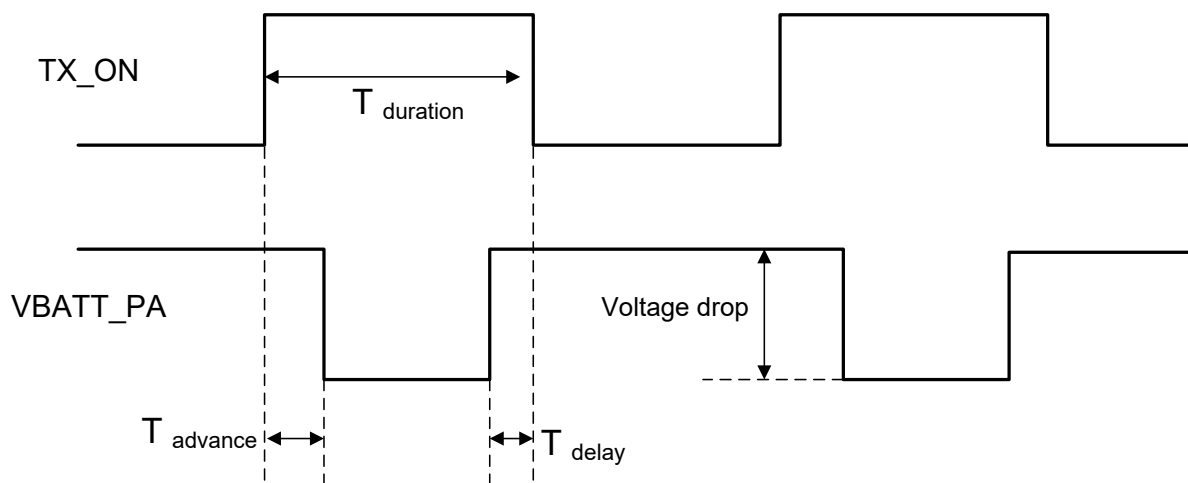 TX_ON
T duration
VBATT_PA
Voltage drop
T advance
T delay